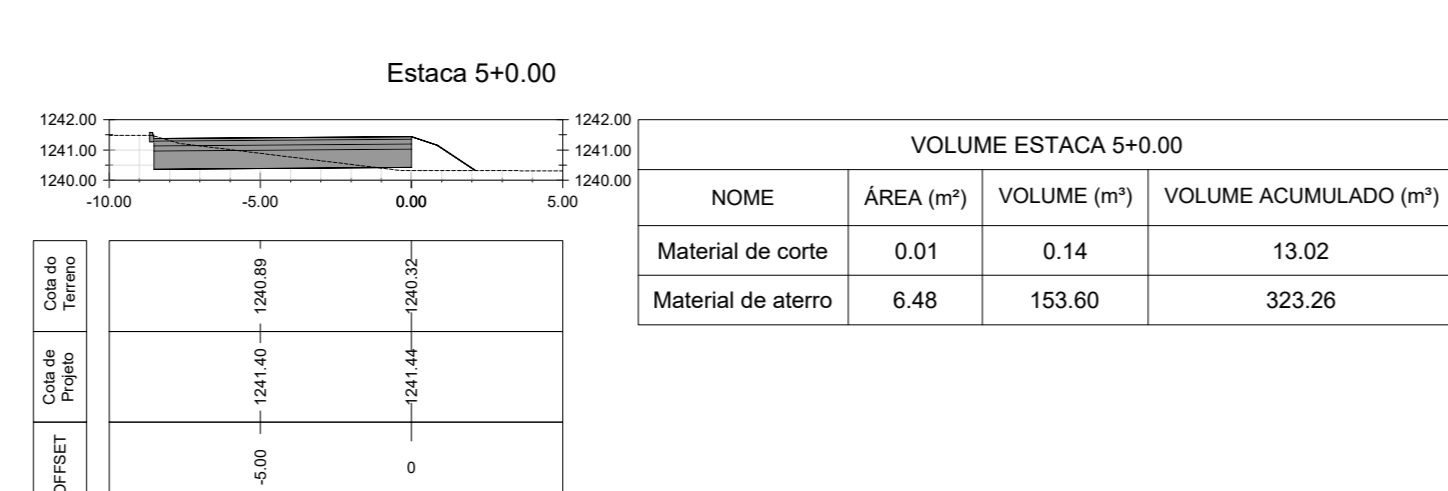 Estaca 5+0.00
1242.00
1241.00
1240.00
1242.00
1241.00
1240.00
-10.00 -5.00 0.00 5.00
VOLUME ESTACA 5+0.00
NOME ÁREA (m²) VOLUME (m³) VOLUME ACUMULADO (m³)
Material de corte 0.01 0.14 13.02
Material de aterro 6.48 153.60 323.26
Cota do
Terreno
1240.89 1240.32
Cota de
Projeto
1241.40 1241.44
OFFSET
-5.00 0